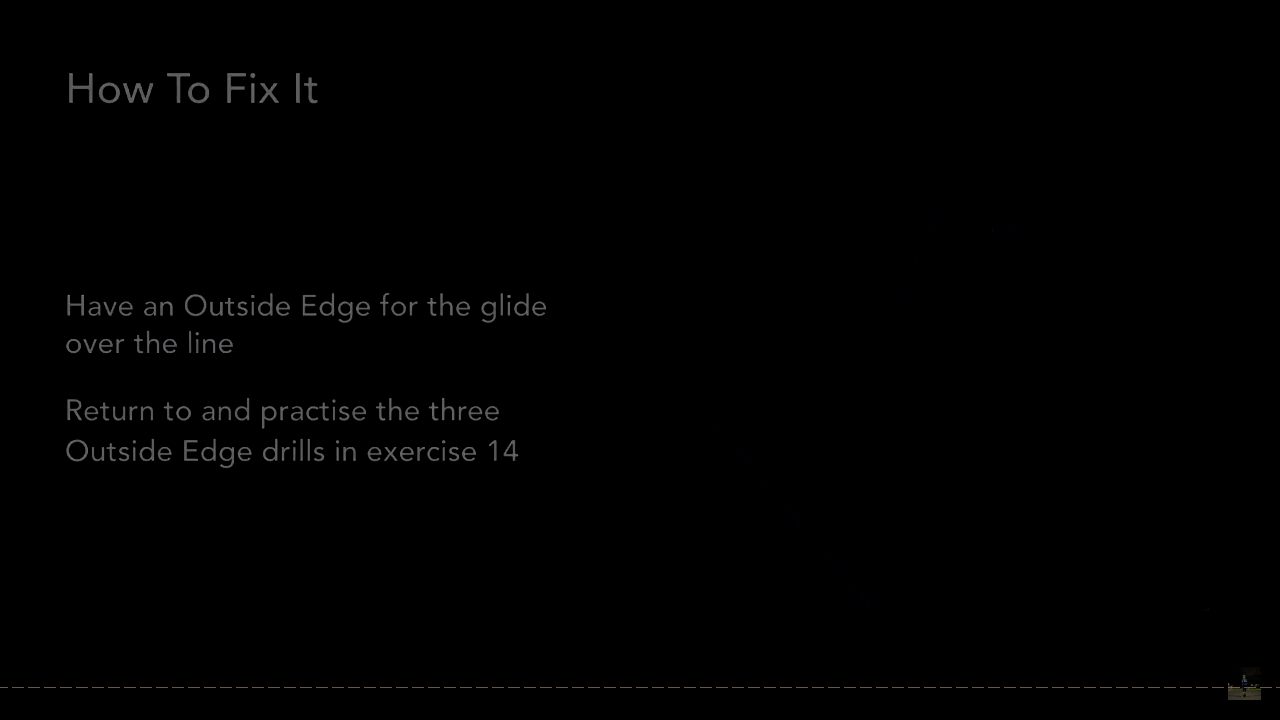 How To Fix It
Have an Outside Edge for the glide
over the line
Return to and practise the three
Outside Edge drills in exercise 14